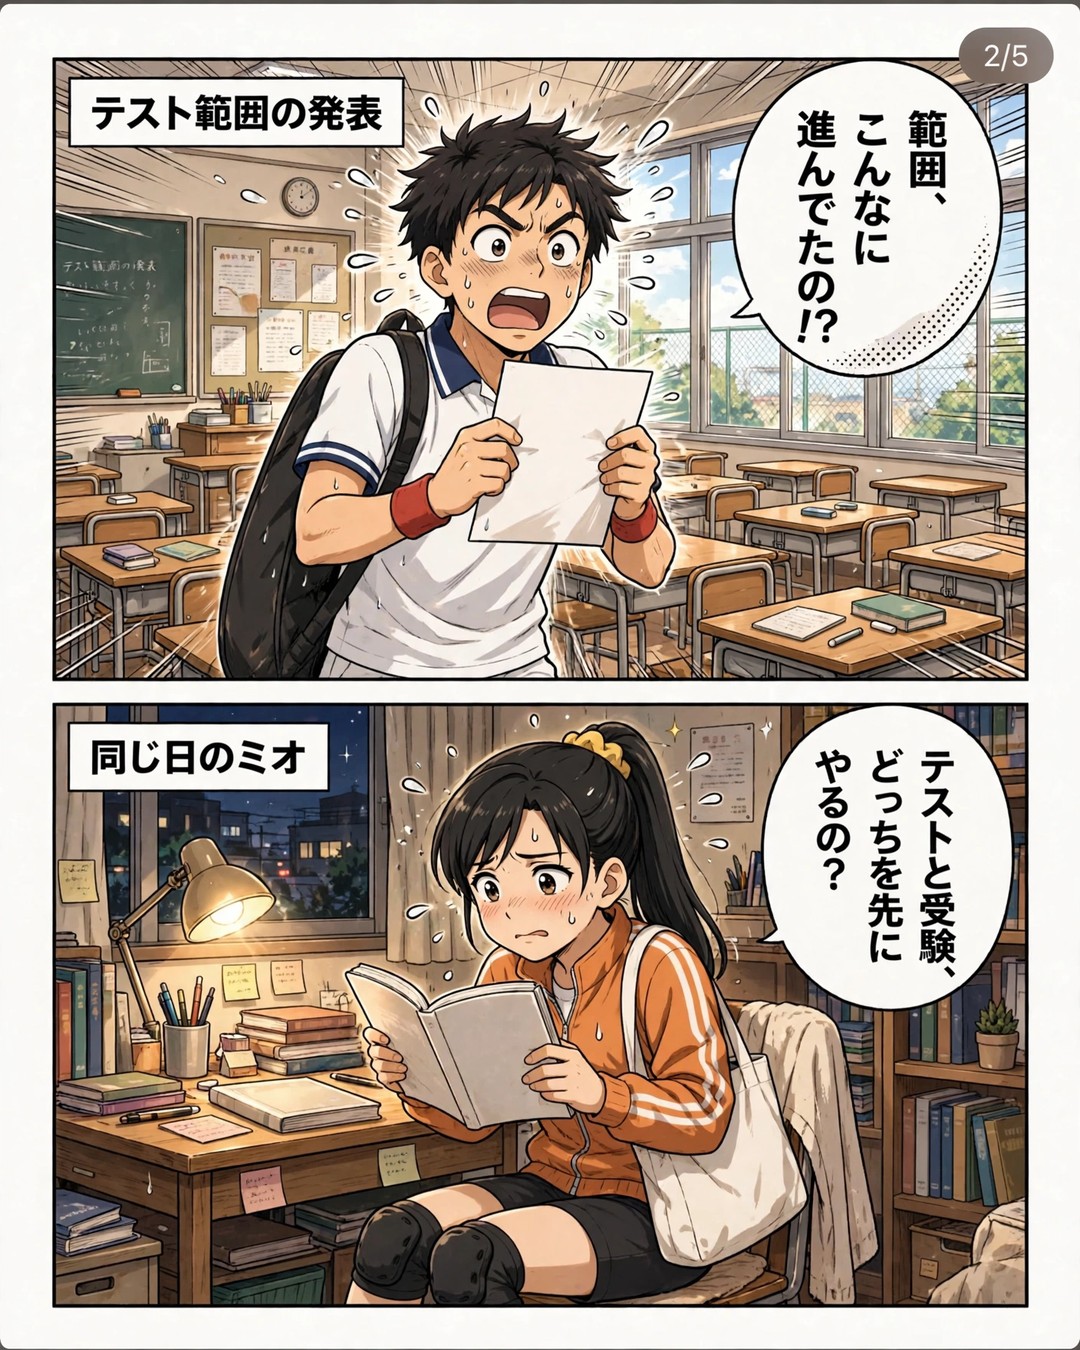 2/5
テスト範囲の発表
範囲、
こんなに
進んでたの!?
同じ日のミオ
テストと受験、
どっちを先に
やるの？